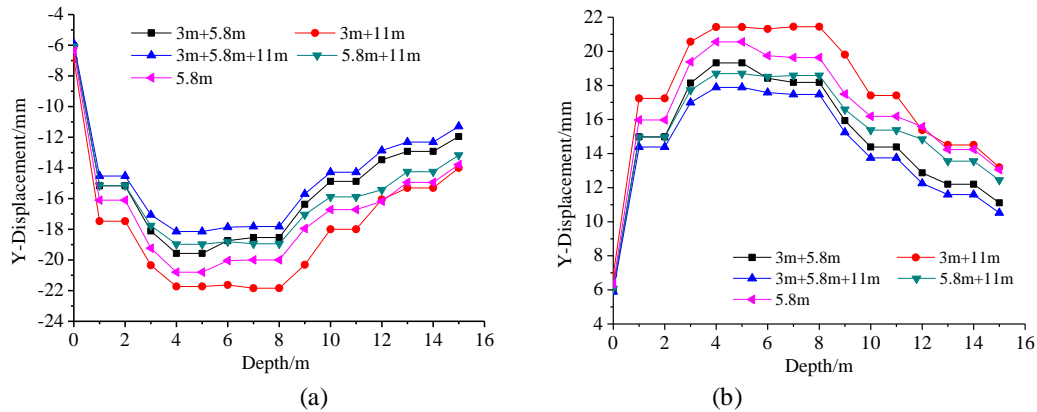 -4
-6
-8
-10
-12
-14
-16
-18
-20
-22
-24
Y-Displacement/mm
3m+5.8m
3m+11m
3m+5.8m+11m
5.8m+11m
5.8m
0 2 4 6 8 10 12 14 16
Depth/m
(a)
22
20
18
16
14
12
10
8
6
4
Y-Displacement/mm
3m+5.8m
3m+11m
3m+5.8m+11m
5.8m+11m
5.8m
0 2 4 6 8 10 12 14 16
Depth/m
(b)